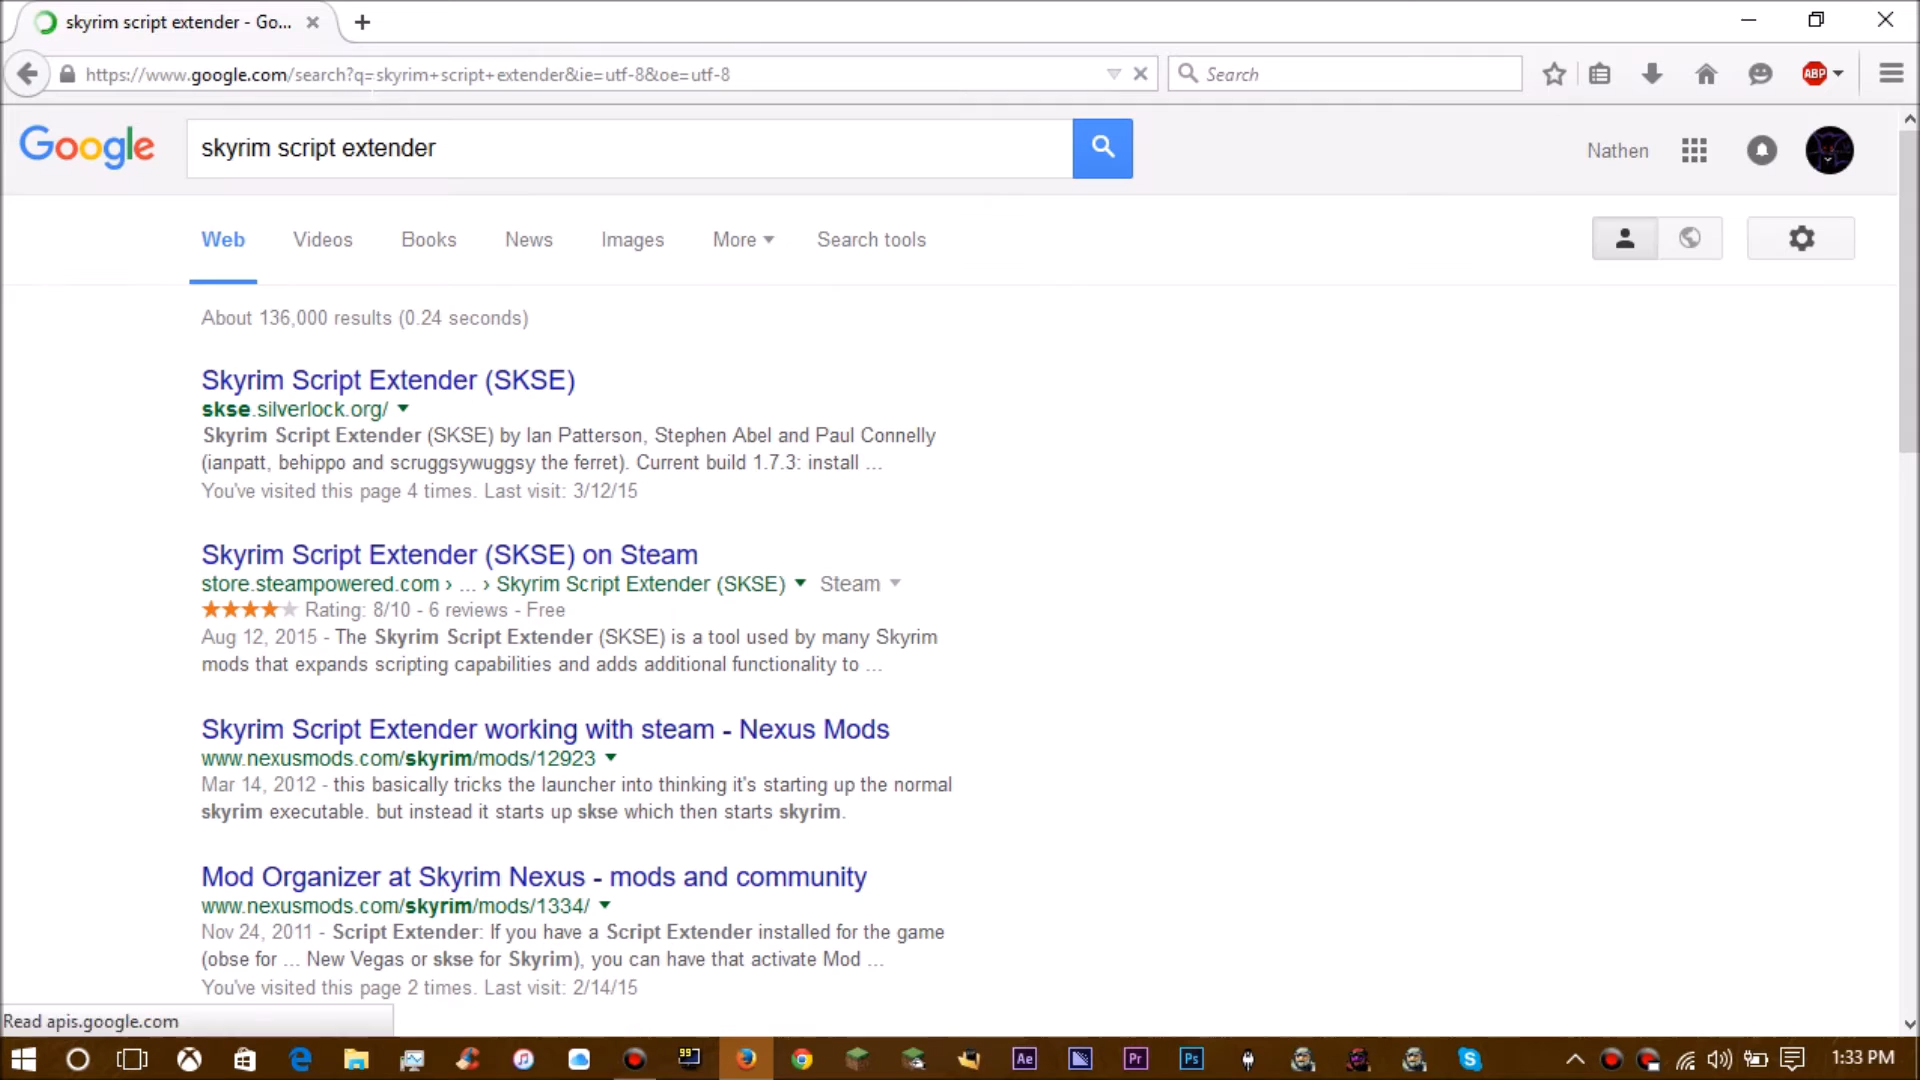 skyrim script extender - Go...
https://www.google.com/search?q=skyrim+script+extender&ie=utf-8&oe=utf-8
Search
ABP
Google
skyrim script extender
Nathen
Web Videos Books News Images More Search tools
About 136,000 results (0.24 seconds)
Skyrim Script Extender (SKSE)
skse.silverlock.org/
Skyrim Script Extender (SKSE) by Ian Patterson, Stephen Abel and Paul Connelly
(ianpatt, behippo and scruggsywuggsy the ferret). Current build 1.7.3: install ...
You've visited this page 4 times. Last visit: 3/12/15
Skyrim Script Extender (SKSE) on Steam
store.steampowered.com › ... › Skyrim Script Extender (SKSE) Steam
Rating: 8/10 - 6 reviews - Free
Aug 12, 2015 - The Skyrim Script Extender (SKSE) is a tool used by many Skyrim
mods that expands scripting capabilities and adds additional functionality to ...
Skyrim Script Extender working with steam - Nexus Mods
www.nexusmods.com/skyrim/mods/12923
Mar 14, 2012 - this basically tricks the launcher into thinking it's starting up the normal
skyrim executable. but instead it starts up skse which then starts skyrim.
Mod Organizer at Skyrim Nexus - mods and community
www.nexusmods.com/skyrim/mods/1334/
Nov 24, 2011 - Script Extender: If you have a Script Extender installed for the game
(obse for ... New Vegas or skse for Skyrim), you can have that activate Mod ...
You've visited this page 2 times. Last visit: 2/14/15
Read apis.google.com
99
Ae
Pr
Ps
1:33 PM